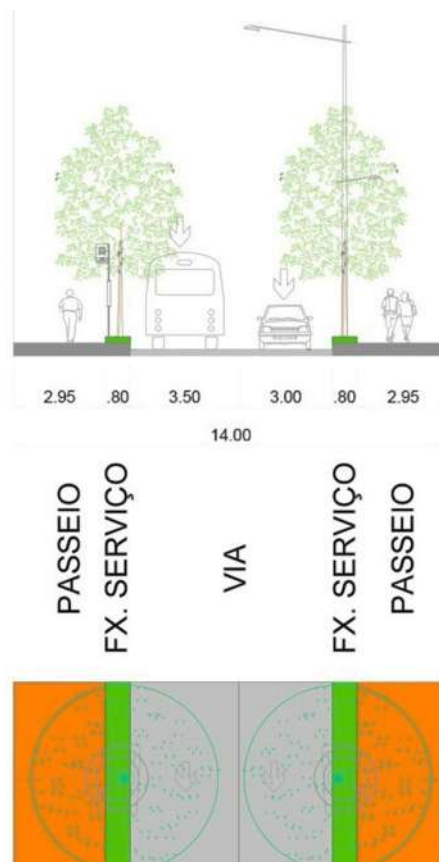 2.95 .80 3.50 3.00 .80 2.95
14.00
PASSEIO
FX. SERVIÇO
VIA
FX. SERVIÇO
PASSEIO